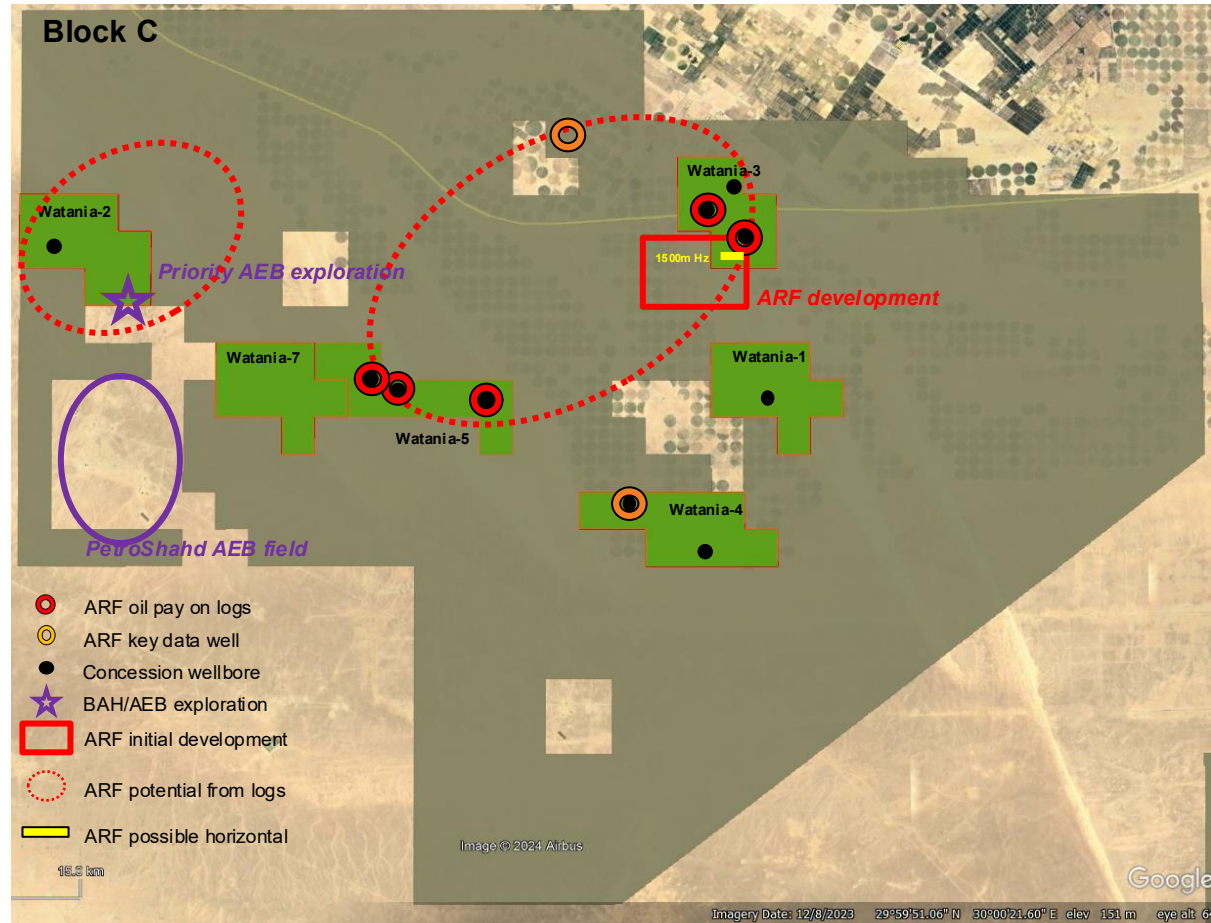 Block C
Watania-3
Watania-2
Priority AEB exploration
1500m Hz
ARF development
Watania-7
Watania-1
Watania-5
Watania-4
PetroShahd AEB field
ARF oil pay on logs
ARF key data well
Concession wellbore
BAH/AEB exploration
ARF initial development
ARF potential from logs
ARF possible horizontal
Image © 2024 Airbus
Google
Imagery Date: 12/8/2023 29°59'51.06" N 30°00'21.60" E elev 151 m eye alt